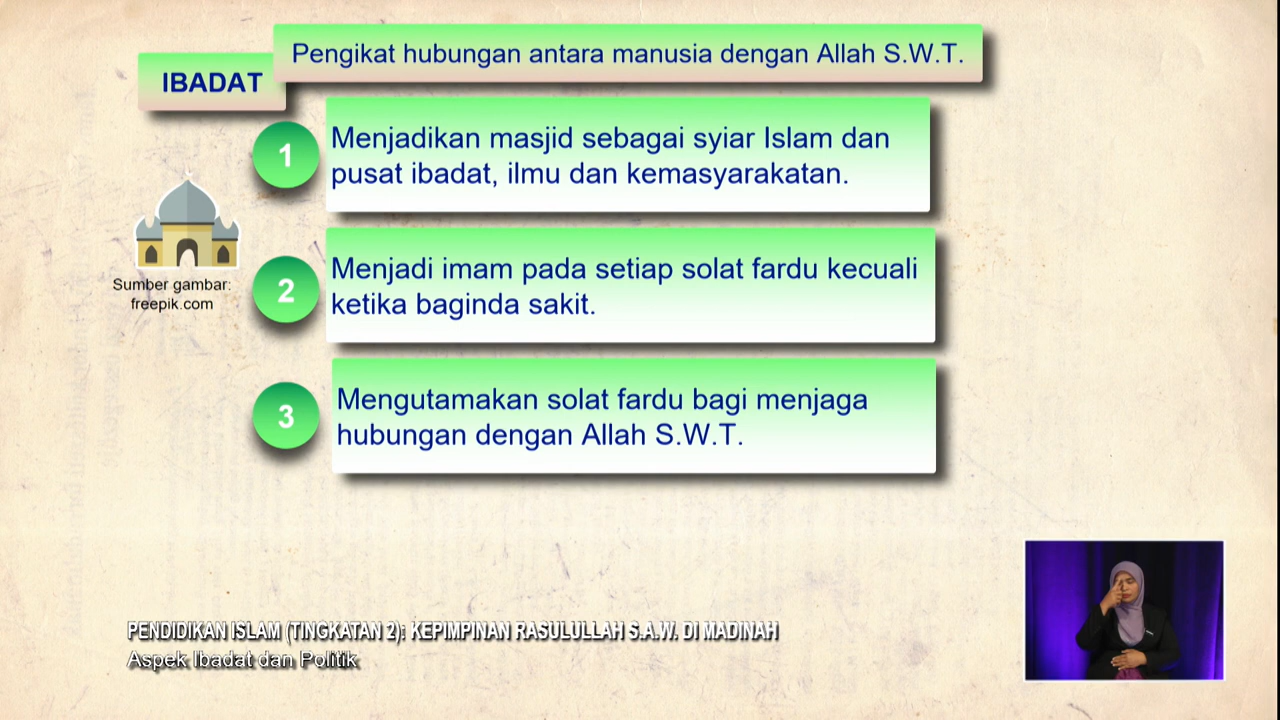 Pengikat hubungan antara manusia dengan Allah S.W.T.
IBADAT
1
Menjadikan masjid sebagai syiar Islam dan
pusat ibadat, ilmu dan kemasyarakatan.
Sumber gambar:
freepik.com
2
Menjadi imam pada setiap solat fardu kecuali
ketika baginda sakit.
3
Mengutamakan solat fardu bagi menjaga
hubungan dengan Allah S.W.T.
PENDIDIKAN ISLAM (TINGKATAN 2): KEPIMPINAN RASULULLAH S.A.W. DI MADINAH
Aspek Ibadat dan Politik